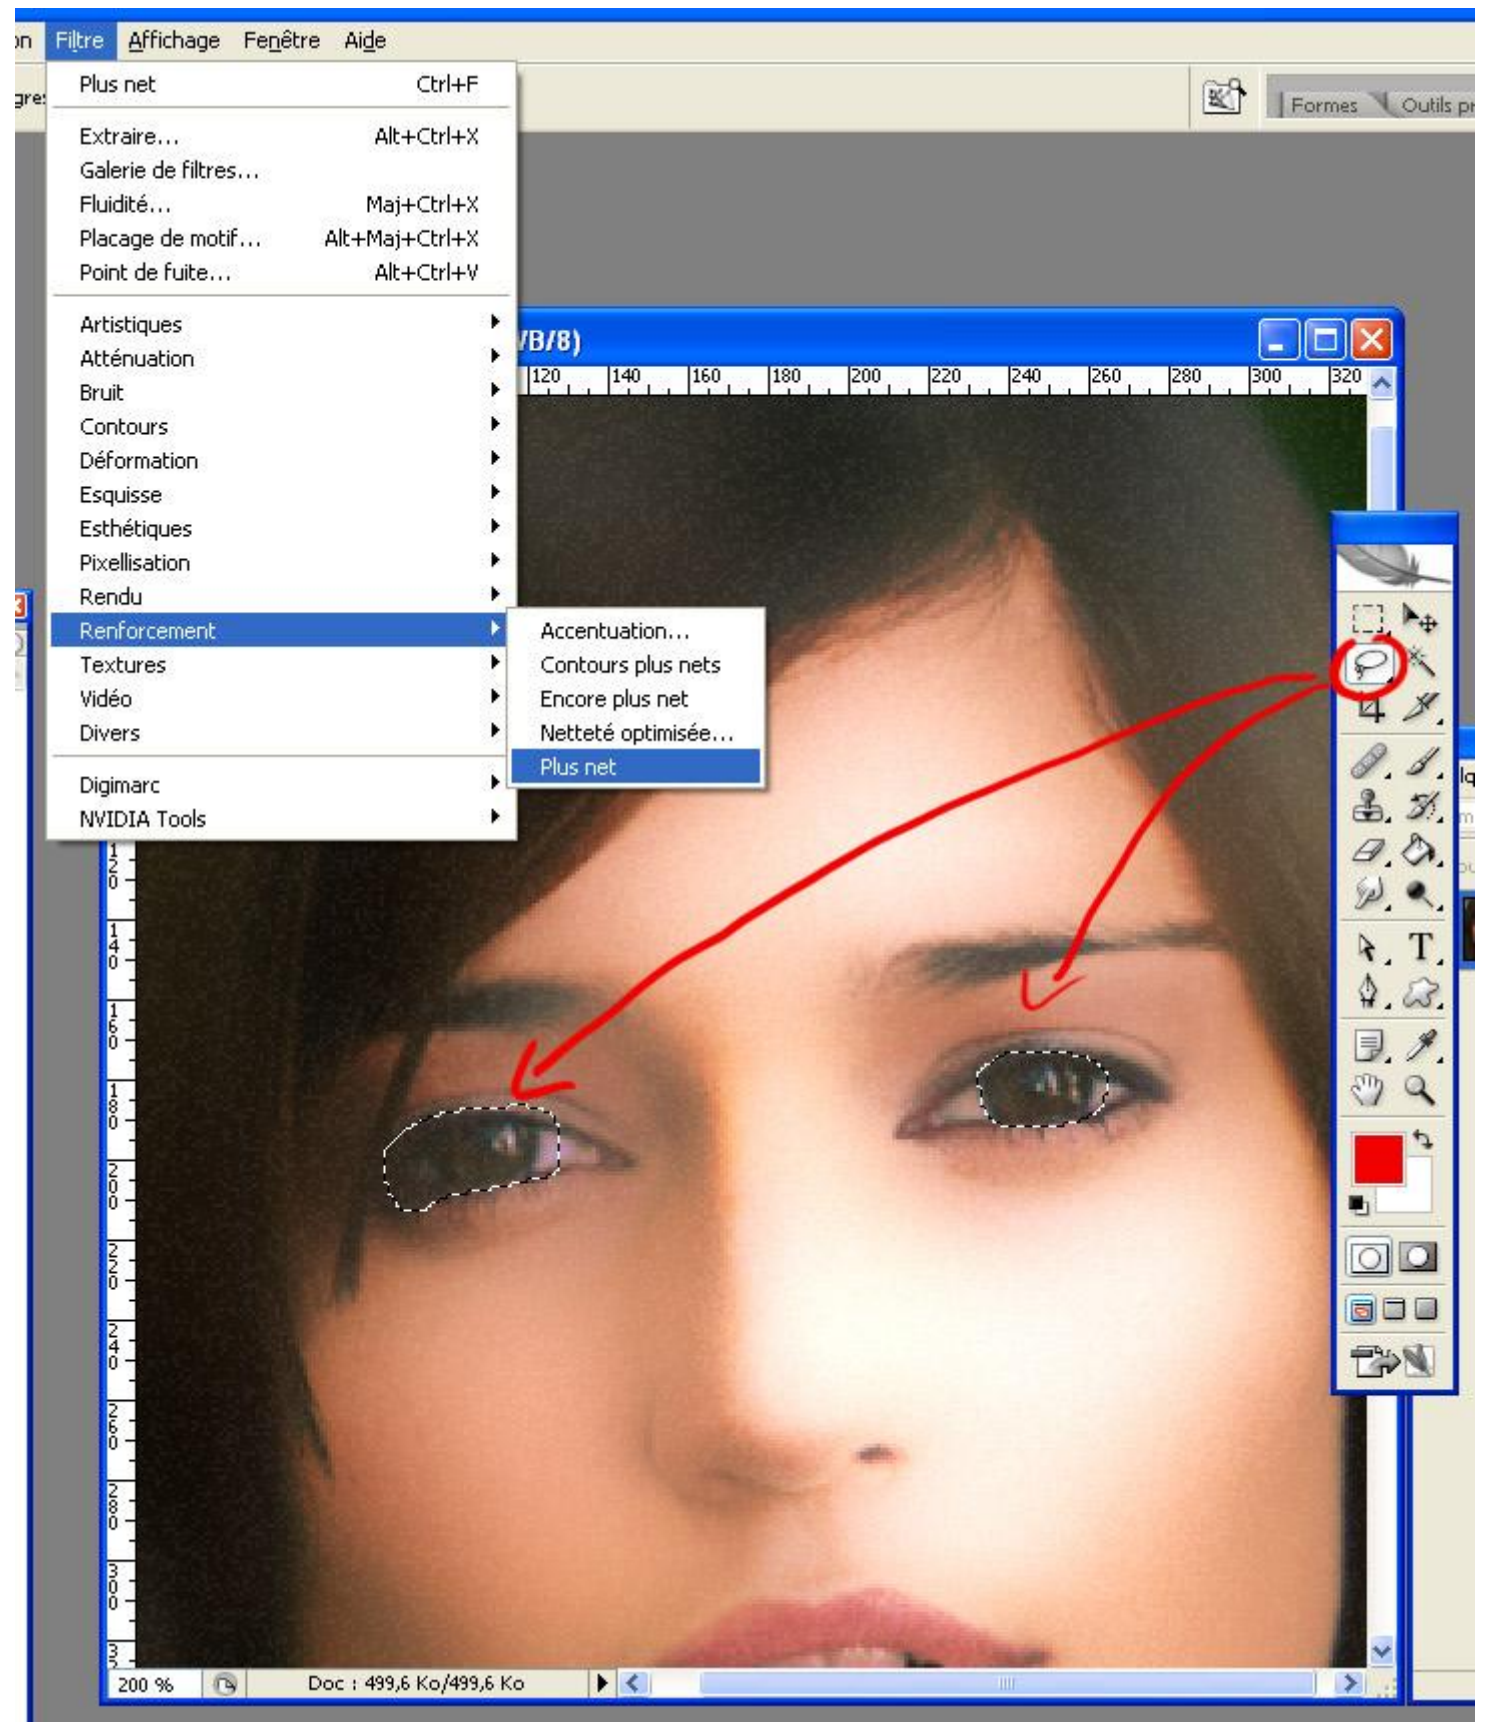 on Filtre Affichage Fenêtre Aide
Plus net Ctrl+F
Formes Outils pr
Extraire... Alt+Ctrl+X
Galerie de filtres...
Fluidité... Maj+Ctrl+X
Placage de motif... Alt+Maj+Ctrl+X
Point de fuite... Alt+Ctrl+V
Artistiques
Atténuation
Bruit
Contours
Déformation
Esquisse
Esthétiques
Pixellisation
Rendu
Renforcement
Textures
Vidéo
Divers
Digimarc
NVIDIA Tools
Accentuation...
Contours plus nets
Encore plus net
Netteté optimisée...
Plus net
VB/8)
120 140 160 180 200 220 240 260 280 300 320
120
140
160
180
200
220
240
260
280
300
T
200 % Doc : 499,6 Ko/499,6 Ko